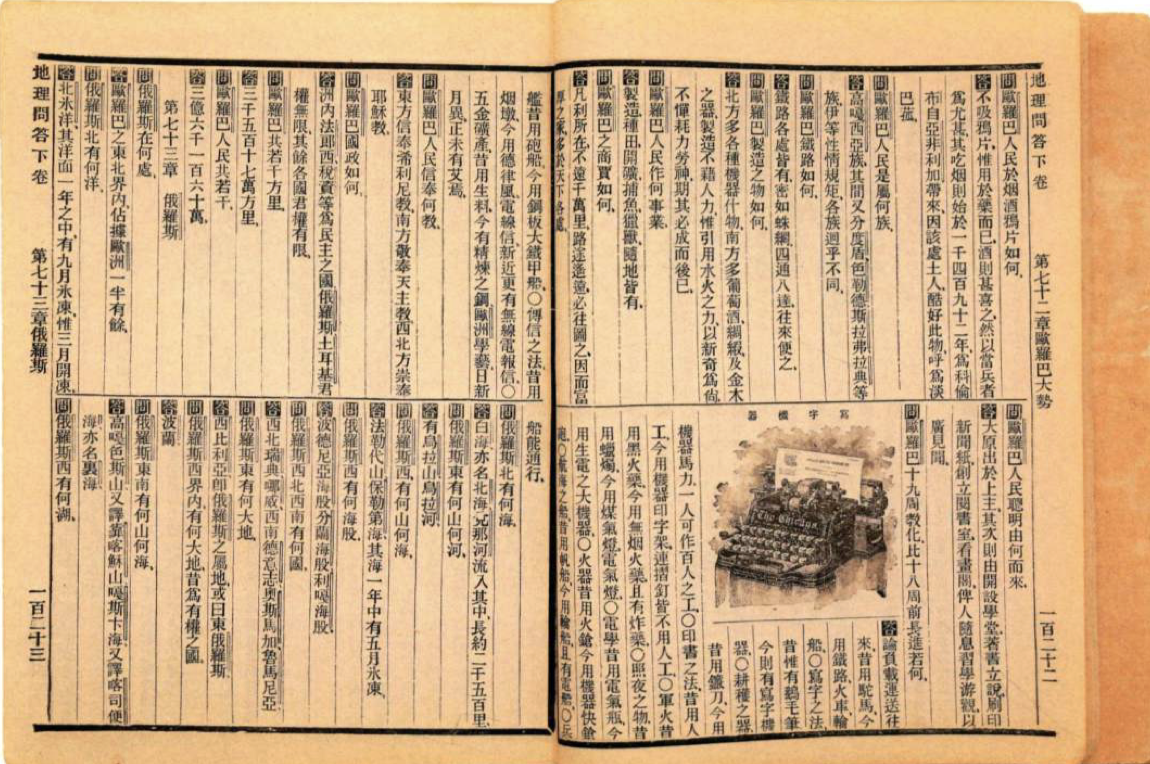 地理問答下卷
第七十二章歐羅巴大勢
一百二十二
問歐羅巴人民於烟酒鴉片如何、
答不吸鴉片、惟用於藥而已、酒則甚喜之、然以當兵者
爲尤甚、其吃烟則始於一千四百九十二年、爲科倫
布自亞非利加帶來、因該處土人、酷好此物、呼爲淡
巴菰、
問歐羅巴人民是屬何族、
答高嘎西亞族、其間又分度盾色勒德斯拉弗拉典等
族、伊等性情規矩、各族迥乎不同、
問歐羅巴鐵路如何、
答鐵路各處皆有、密如蛛網、四通八達、往來便之、
問歐羅巴製造之物如何、
答北方多各種機器什物、南方多葡萄酒、綢緞、及金木
之器、製造不藉人力、惟引用水火之力、以新奇爲尙、
不憚耗力勞神、期其必成而後已、
問歐羅巴人民作何事業、
答製造、種田、開礦、捕魚、獵獸、隨地皆有、
問歐羅巴之商賈如何、
答凡利所在、不遠千萬里、路途遙遠、必往圖之、因而富
問歐羅巴人民聰明由何而來、
答大原出於上主、其次則由開設學堂、著書立說、刷印
新聞紙、創立閱書室、看畫閣、俾人隨息習學游觀、以
廣見聞、
問歐羅巴十九周敎化、比十八周前長進若何、
寫字機器
The Chicago
答論負載運送往
來、昔用駝馬、今
用鐵路火車輪
船、〇寫字之法、
昔惟有鵝毛筆、
今則有寫字機
器、〇耕種之器、
昔用鐵刀、今用
機器馬力、一人可作百人之工、〇印書之法、昔用人
工、今用機器印字架、連摺釘皆不用人工、〇軍火昔
用黑火藥、今用無烟火藥、且有炸藥、〇照夜之物、昔
用蠟燭、今用煤氣燈、電氣燈、〇電學昔用電氣瓶、今
用生電之大機器、〇火器昔用火鎗、今用機器快鎗
礮、〇航海之船、昔用帆船、今用輪船、且有電船、〇兵
艦昔用砲船、今用鋼板大鐵甲船、〇傳信之法、昔用
烟墩、今用德律風電線信、新近更有無線電報信、〇
五金礦產、昔用生料、今有精煉之鋼、歐洲學藝、日新
月異、正未有艾焉、
問歐羅巴人民信奉何敎、
答東方信奉希利尼敎、南方敬奉天主敎、西北方崇奉
耶穌敎、
問歐羅巴國政如何、
答洲內法郎西稅資等爲民主之國、俄羅斯土耳基君
權無限、其餘各國君權有限、
問歐羅巴共若干方里、
答三千五百十七萬方里、
問歐羅巴人民共若干、
答三億六千一百六十萬、
第七十三章 俄羅斯
問俄羅斯在何處、
答歐羅巴之東北界、內佔據歐洲一半有餘、
問俄羅斯北有何洋、
答北氷洋、其洋面一年之中有九月氷凍、惟三月開凍、
船能通行、
問俄羅斯北有何海、
答白海、亦名北海、兌那河流入其中、長約二千五百里、
問俄羅斯東有何山何河、
答有烏拉山、烏拉河、
問俄羅斯西有何山何海、
答法勒代山、保勒第海、其海一年中有五月氷凍、
問俄羅斯西有何海股、
答波德尼亞海股、分蘭海股、利嘎海股、
問俄羅斯西北西南有何國、
答西北瑞典哪威、西南德意志奧斯馬加魯馬尼亞、
問俄羅斯東有何大地、
答西比利亞、卽俄羅斯之屬地、或曰東俄羅斯、
問俄羅斯西界內、有何大地、昔爲有權之國、
答波蘭、
問俄羅斯東南有何山何海、
答高嘎色斯山、又譯靠喀穌山、嘎斯卞海、又譯喀司便
海、亦名裏海、
問俄羅斯西有何湖、
地理問答下卷
第七十三章俄羅斯
一百二十三